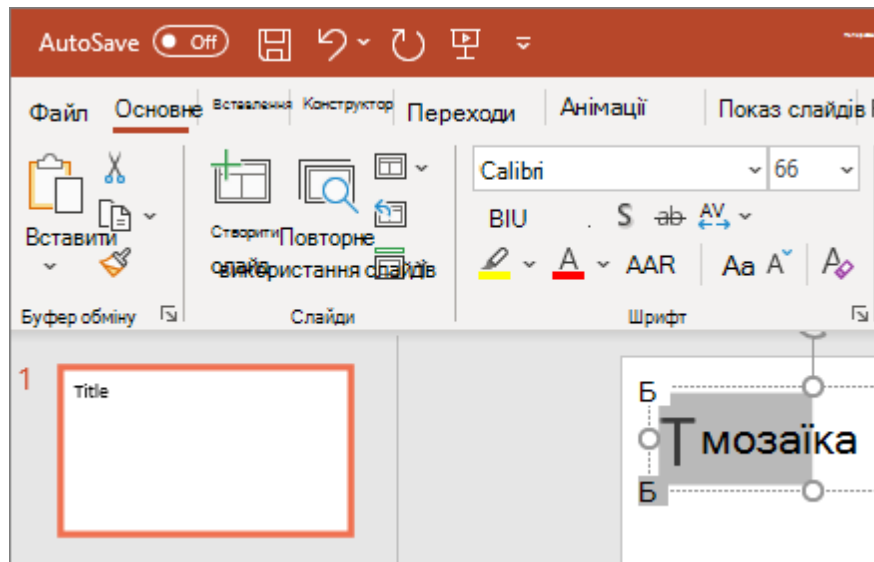 AutoSave Off
Файл Основне Вставлення Конструктор Переходи Анімації Показ слайдів
Calibri 66
BIU . S ab AV
Вставити Створити слайд Повторне використання слайдів
A AAR Aa A A
Буфер обміну Слайди Шрифт
1 Title
Б
Т мозаїка
Б